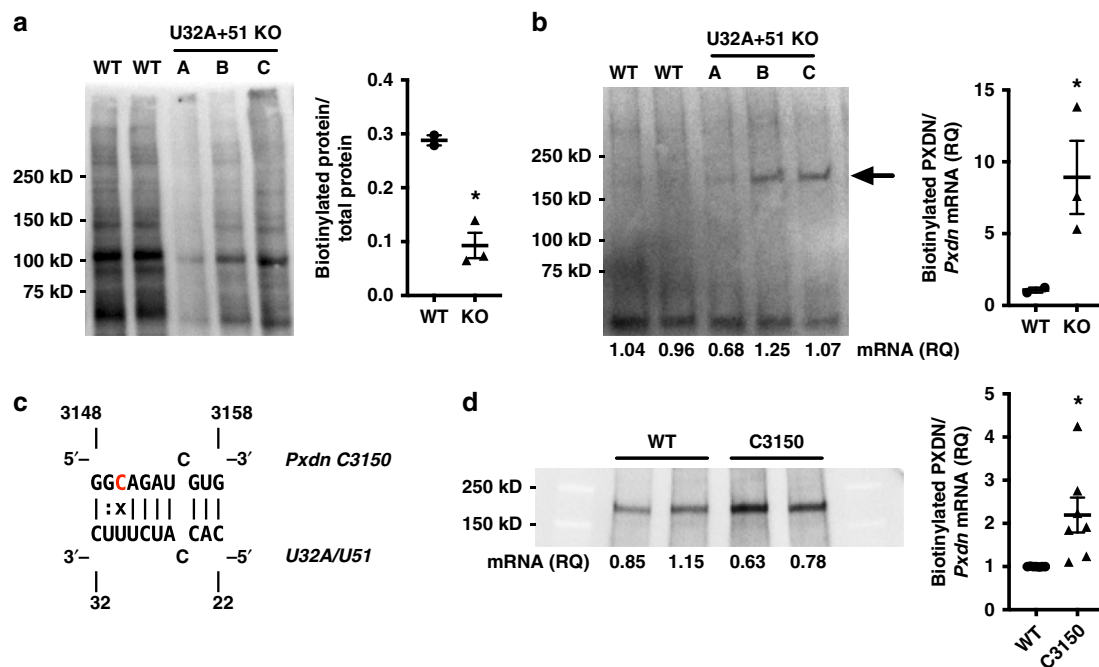 a
U32A+51 KO
WT WT A B C
250 kD
150 kD
100 kD
75 kD
Biotinylated protein/
total protein
0.4
0.3
0.2
0.1
0.0
*
WT KO
b
U32A+51 KO
WT WT A B C
250 kD
150 kD
100 kD
75 kD
1.04 0.96 0.68 1.25 1.07 mRNA (RQ)
Biotinylated PXDN/
Pxdn mRNA (RQ)
15
10
5
0
*
WT KO
c
3148 3158
5′– C –3′ Pxdn C3150
GGCAGAU GUG
|:x|||| |||
CUUUCUA CAC
3′– C –5′ U32A/U51
32 22
d
WT C3150
250 kD
150 kD
mRNA (RQ) 0.85 1.15 0.63 0.78
Biotinylated PXDN/
Pxdn mRNA (RQ)
5
4
3
2
1
0
*
WT C3150